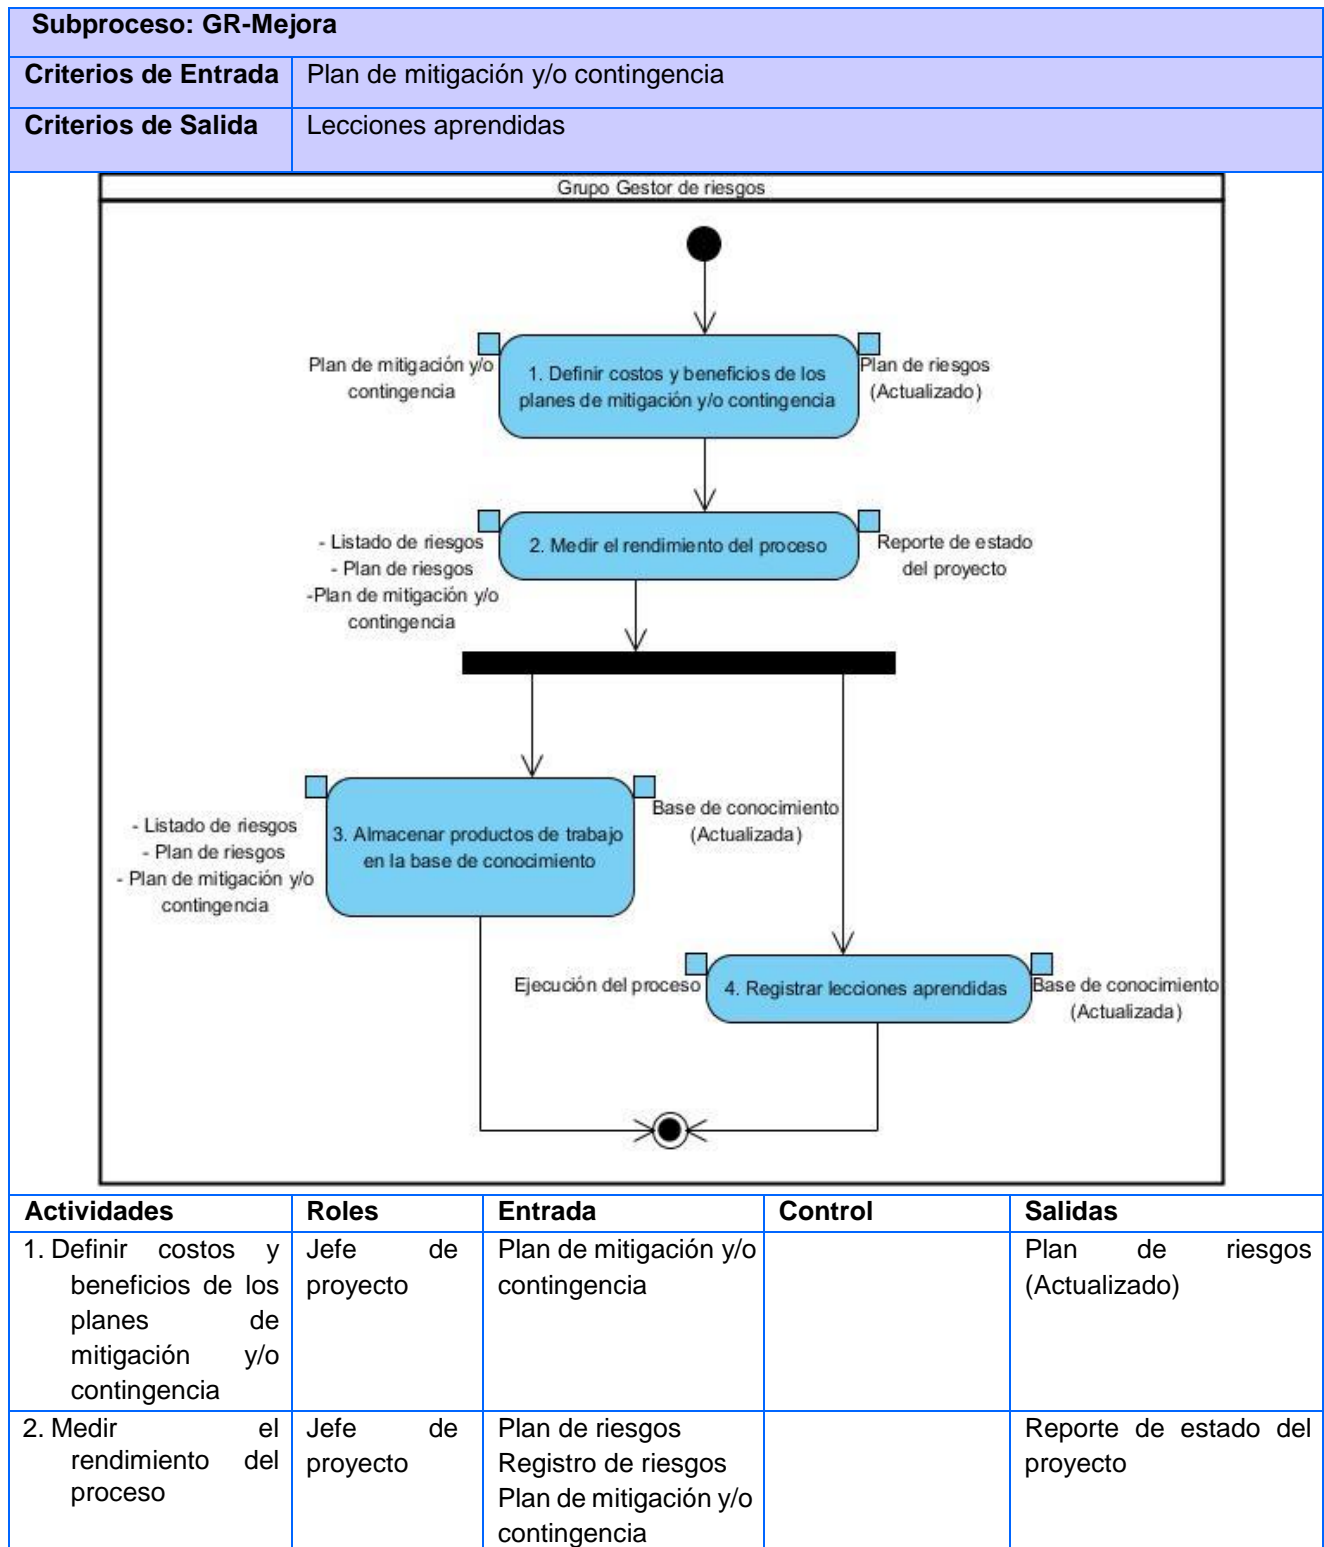 Subproceso: GR-Mejora
Criterios de Entrada
Plan de mitigación y/o contingencia
Criterios de Salida
Lecciones aprendidas
Grupo Gestor de riesgos
Plan de mitigación y/o
contingencia
1. Definir costos y beneficios de los
planes de mitigación y/o contingencia
Plan de riesgos
(Actualizado)
- Listado de riesgos
- Plan de riesgos
-Plan de mitigación y/o
contingencia
2. Medir el rendimiento del proceso
Reporte de estado
del proyecto
- Listado de riesgos
- Plan de riesgos
- Plan de mitigación y/o
contingencia
3. Almacenar productos de trabajo
en la base de conocimiento
Base de conocimiento
(Actualizada)
Ejecución del proceso
4. Registrar lecciones aprendidas
Base de conocimiento
(Actualizada)
Actividades
Roles
Entrada
Control
Salidas
1. Definir costos y
beneficios de los
planes de
mitigación y/o
contingencia
Jefe de
proyecto
Plan de mitigación y/o
contingencia
Plan de riesgos
(Actualizado)
2. Medir el
rendimiento del
proceso
Jefe de
proyecto
Plan de riesgos
Registro de riesgos
Plan de mitigación y/o
contingencia
Reporte de estado del
proyecto